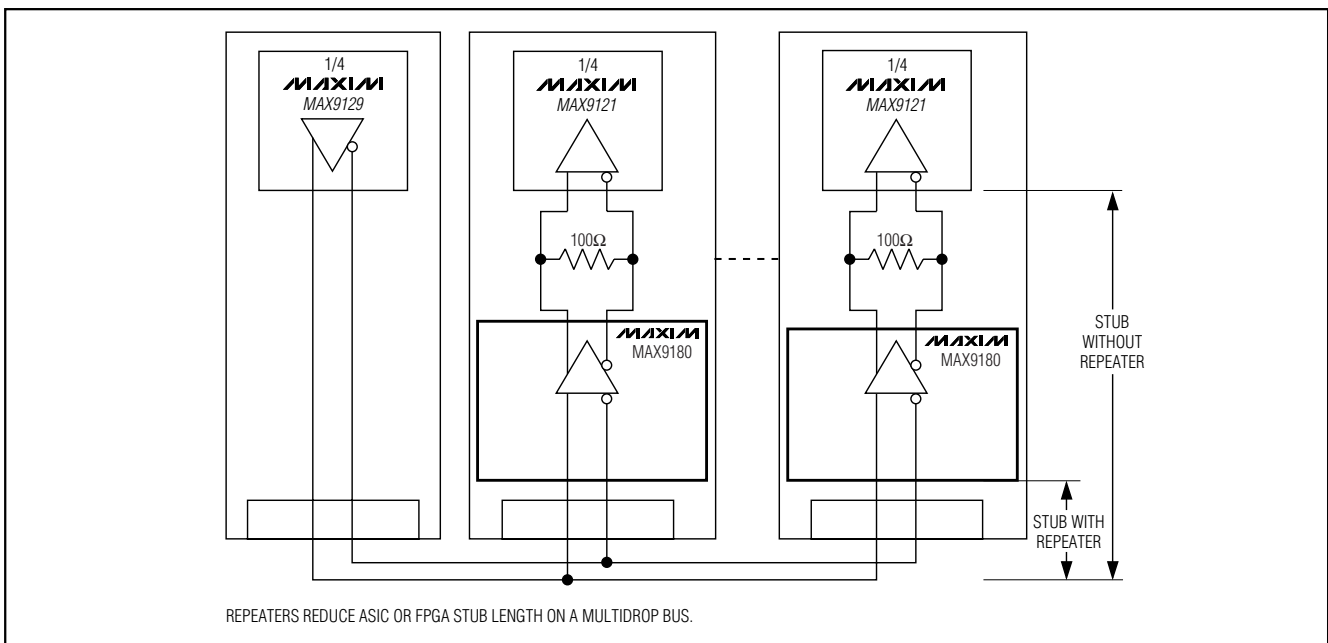 1/4
MAXIM
MAX9129
1/4
MAXIM
MAX9121
1/4
MAXIM
MAX9121
100Ω
100Ω
MAXIM
MAX9180
MAXIM
MAX9180
STUB
WITHOUT
REPEATER
STUB WITH
REPEATER
REPEATERS REDUCE ASIC OR FPGA STUB LENGTH ON A MULTIDROP BUS.